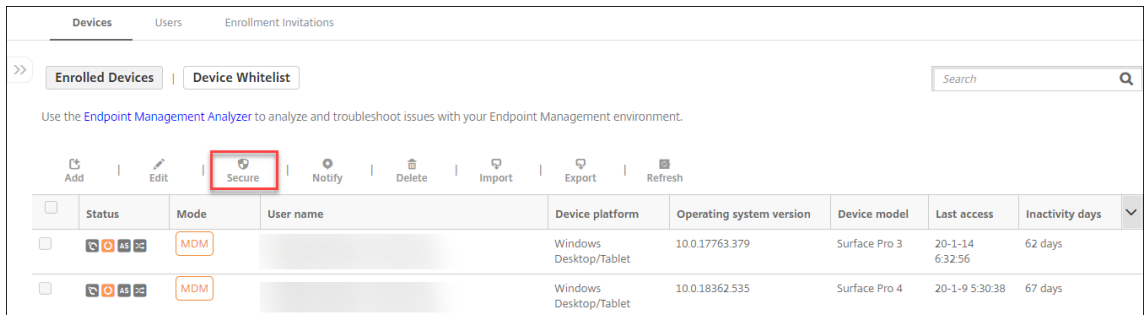 Devices Users Enrollment Invitations
>>
Enrolled Devices | Device Whitelist Search
Use the Endpoint Management Analyzer to analyze and troubleshoot issues with your Endpoint Management environment.
Add | Edit | Secure | Notify | Delete | Import | Export | Refresh
Status Mode User name Device platform Operating system version Device model Last access Inactivity days
AS MDM Windows 10.0.17763.379 Surface Pro 3 20-1-14 62 days
Desktop/Tablet 6:32:56
AS MDM Windows 10.0.18362.535 Surface Pro 4 20-1-9 5:30:38 67 days
Desktop/Tablet